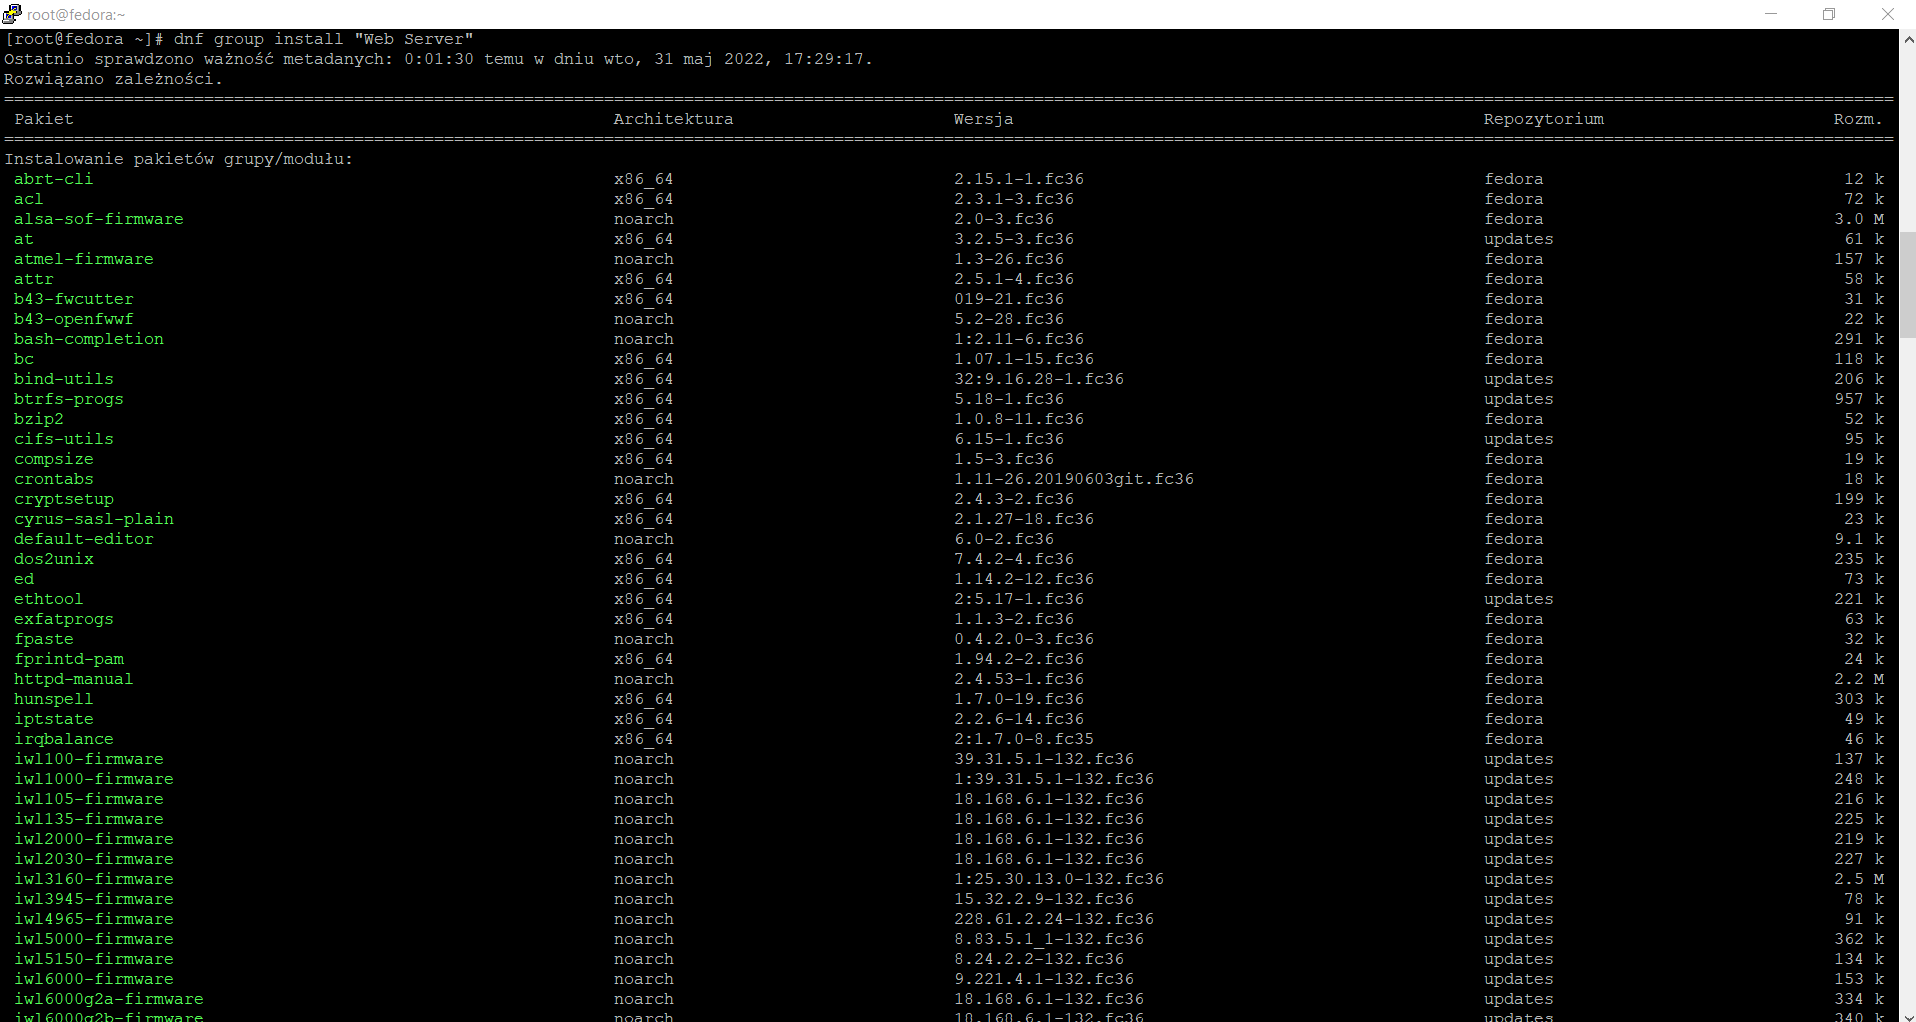 root@fedora:~
[root@fedora ~]# dnf group install "Web Server"
Ostatnio sprawdzono ważność metadanych: 0:01:30 temu w dniu wto, 31 maj 2022, 17:29:17.
Rozwiązano zależności.
Pakiet Architektura Wersja Repozytorium Rozm.
Instalowanie pakietów grupy/modułu:
abrt-cli x86_64 2.15.1-1.fc36 fedora 12 k
acl x86_64 2.3.1-3.fc36 fedora 72 k
alsa-sof-firmware noarch 2.0-3.fc36 fedora 3.0 M
at x86_64 3.2.5-3.fc36 updates 61 k
atmel-firmware noarch 1.3-26.fc36 fedora 157 k
attr x86_64 2.5.1-4.fc36 fedora 58 k
b43-fwcutter x86_64 019-21.fc36 fedora 31 k
b43-openfwwf noarch 5.2-28.fc36 fedora 22 k
bash-completion noarch 1:2.11-6.fc36 fedora 291 k
bc x86_64 1.07.1-15.fc36 fedora 118 k
bind-utils x86_64 32:9.16.28-1.fc36 updates 206 k
btrfs-progs x86_64 5.18-1.fc36 updates 957 k
bzip2 x86_64 1.0.8-11.fc36 fedora 52 k
cifs-utils x86_64 6.15-1.fc36 updates 95 k
compsize x86_64 1.5-3.fc36 fedora 19 k
crontabs noarch 1.11-26.20190603git.fc36 fedora 18 k
cryptsetup x86_64 2.4.3-2.fc36 fedora 199 k
cyrus-sasl-plain x86_64 2.1.27-18.fc36 fedora 23 k
default-editor noarch 6.0-2.fc36 fedora 9.1 k
dos2unix x86_64 7.4.2-4.fc36 fedora 235 k
ed x86_64 1.14.2-12.fc36 fedora 73 k
ethtool x86_64 2:5.17-1.fc36 updates 221 k
exfatprogs x86_64 1.1.3-2.fc36 fedora 63 k
fpaste noarch 0.4.2.0-3.fc36 fedora 32 k
fprintd-pam x86_64 1.94.2-2.fc36 fedora 24 k
httpd-manual noarch 2.4.53-1.fc36 fedora 2.2 M
hunspell x86_64 1.7.0-19.fc36 fedora 303 k
iptstate x86_64 2.2.6-14.fc36 fedora 49 k
irqbalance x86_64 2:1.7.0-8.fc35 fedora 46 k
iwl100-firmware noarch 39.31.5.1-132.fc36 updates 137 k
iwl1000-firmware noarch 1:39.31.5.1-132.fc36 updates 248 k
iwl105-firmware noarch 18.168.6.1-132.fc36 updates 216 k
iwl135-firmware noarch 18.168.6.1-132.fc36 updates 225 k
iwl2000-firmware noarch 18.168.6.1-132.fc36 updates 219 k
iwl2030-firmware noarch 18.168.6.1-132.fc36 updates 227 k
iwl3160-firmware noarch 1:25.30.13.0-132.fc36 updates 2.5 M
iwl3945-firmware noarch 15.32.2.9-132.fc36 updates 78 k
iwl4965-firmware noarch 228.61.2.24-132.fc36 updates 91 k
iwl5000-firmware noarch 8.83.5.1_1-132.fc36 updates 362 k
iwl5150-firmware noarch 8.24.2.2-132.fc36 updates 134 k
iwl6000-firmware noarch 9.221.4.1-132.fc36 updates 153 k
iwl6000g2a-firmware noarch 18.168.6.1-132.fc36 updates 334 k
iwl6000g2b-firmware noarch 18.168.6.1-132.fc36 updates 340 k